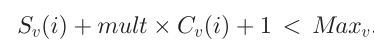 S_v(i) + mult × C_v(i) + 1 < Max_v.